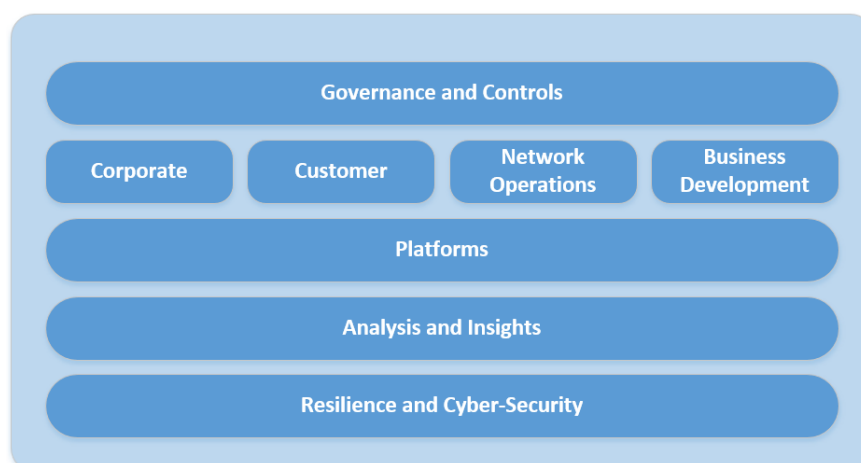 Governance and Controls
Corporate
Customer
Network
Operations
Business
Development
Platforms
Analysis and Insights
Resilience and Cyber-Security